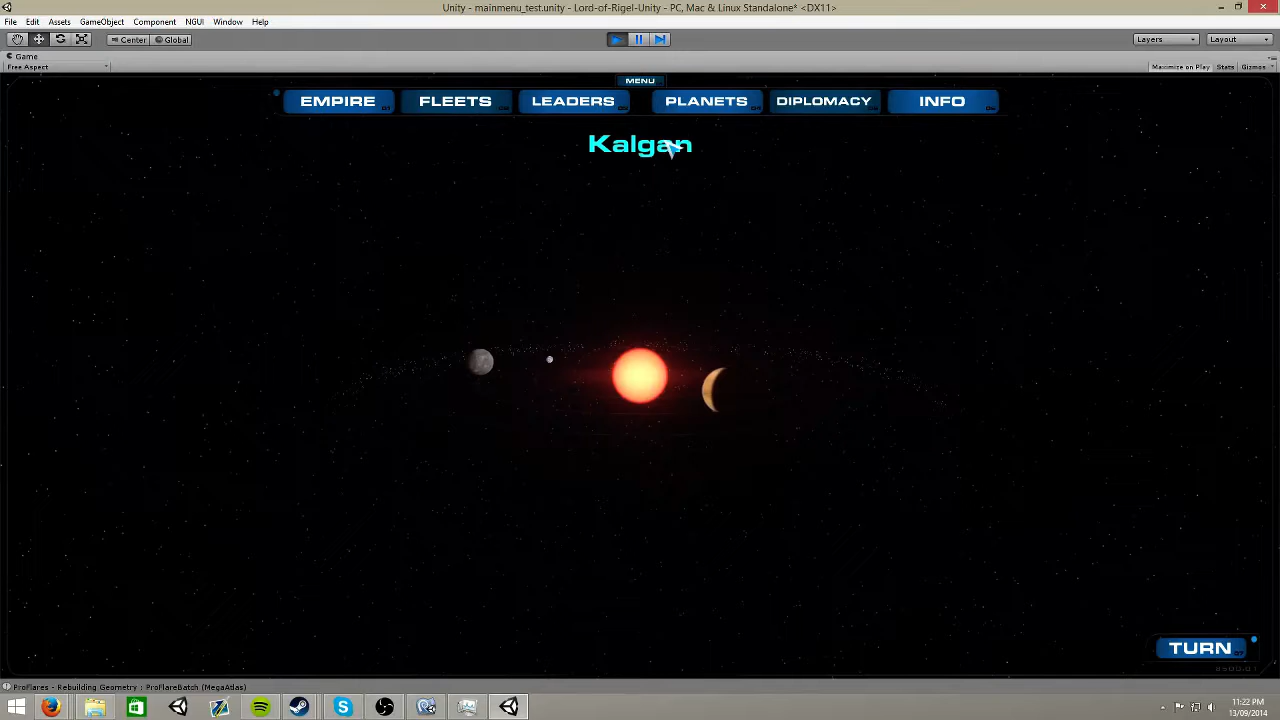 Unity - mainmenu_test.unity - Lord-of-Rigel-Unity - PC, Mac & Linux Standalone* <DX11>
File Edit Assets GameObject Component NGUI Window Help
Center Global Layers Layout
Game
Free Aspect Maximize on Play Stats Gizmos
MENU
EMPIRE FLEETS LEADERS PLANETS DIPLOMACY INFO
Kalgan
TURN
8500.01
ProFlares - Rebuilding Geometry : ProFlareBatch (MegaAtlas)
11:22 PM
13/09/2014